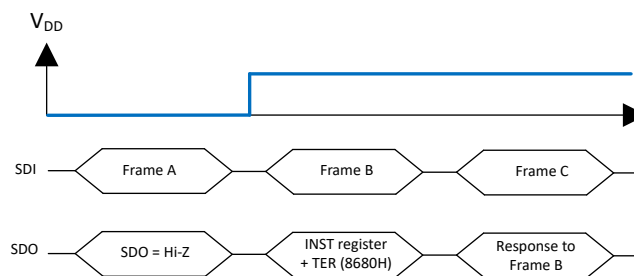 VDD
SDI
Frame A
Frame B
Frame C
SDO
SDO = Hi-Z
INST register
+ TER (8680H)
Response to
Frame B